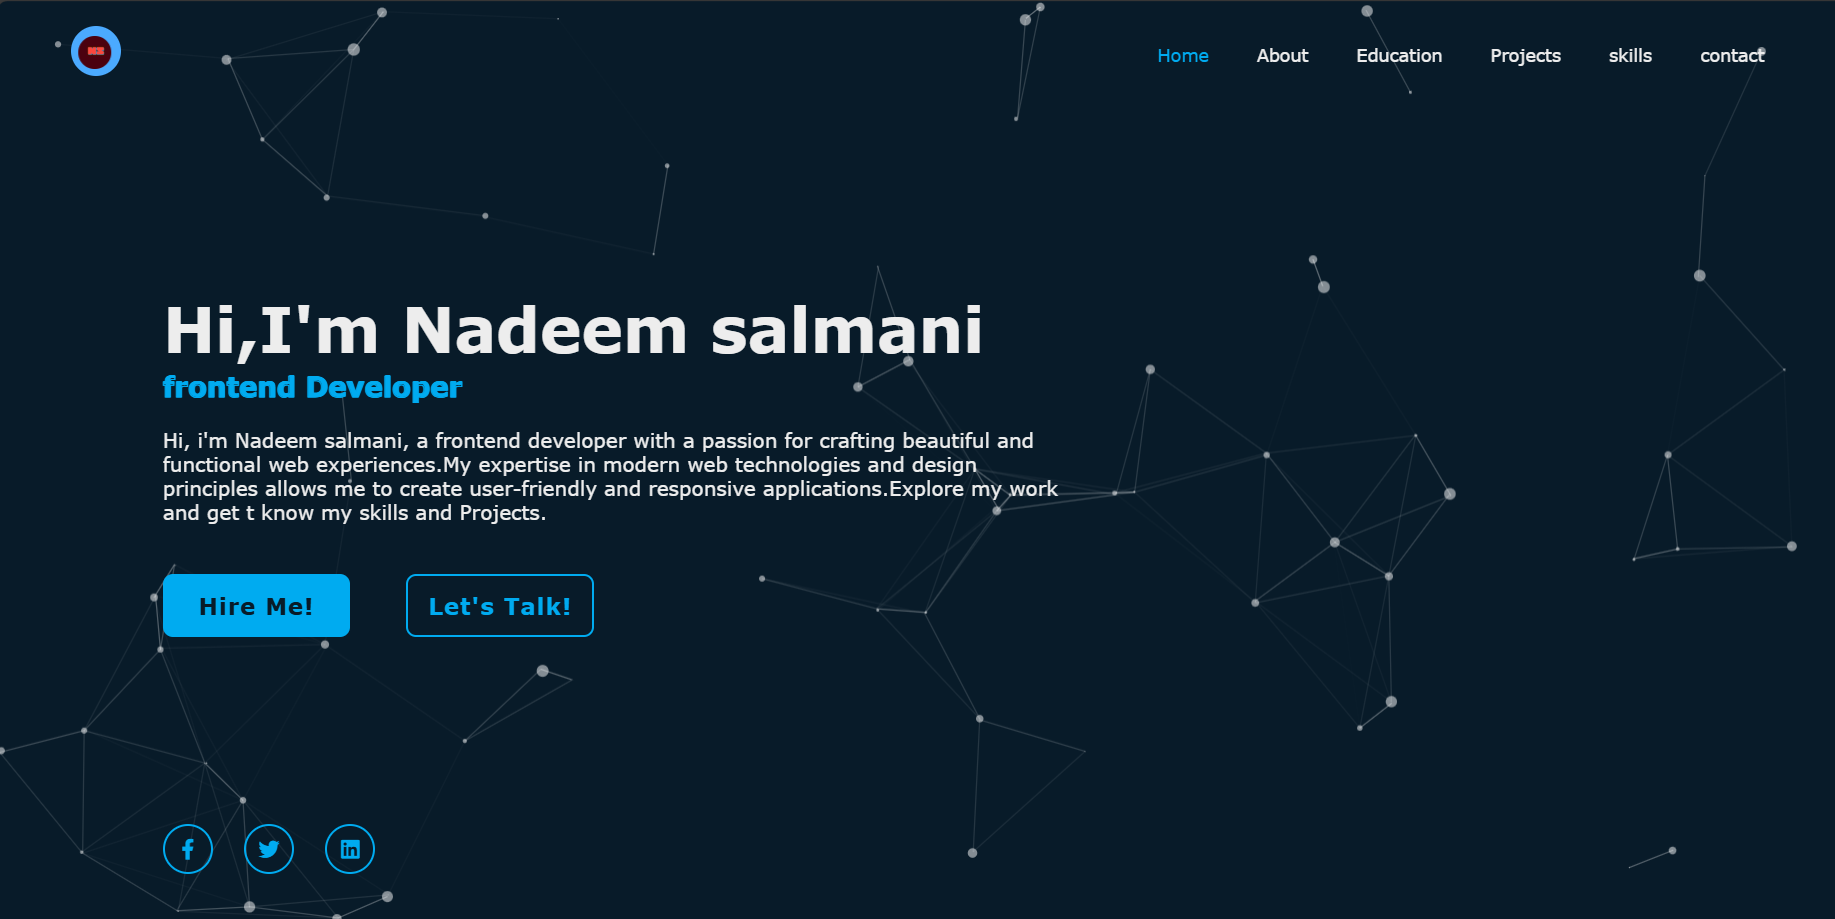 Home About Education Projects skills contact
Hi,I'm Nadeem salmani
frontend Developer
Hi, i'm Nadeem salmani, a frontend developer with a passion for crafting beautiful and
functional web experiences.My expertise in modern web technologies and design
principles allows me to create user-friendly and responsive applications.Explore my work
and get t know my skills and Projects.
Hire Me! Let's Talk!